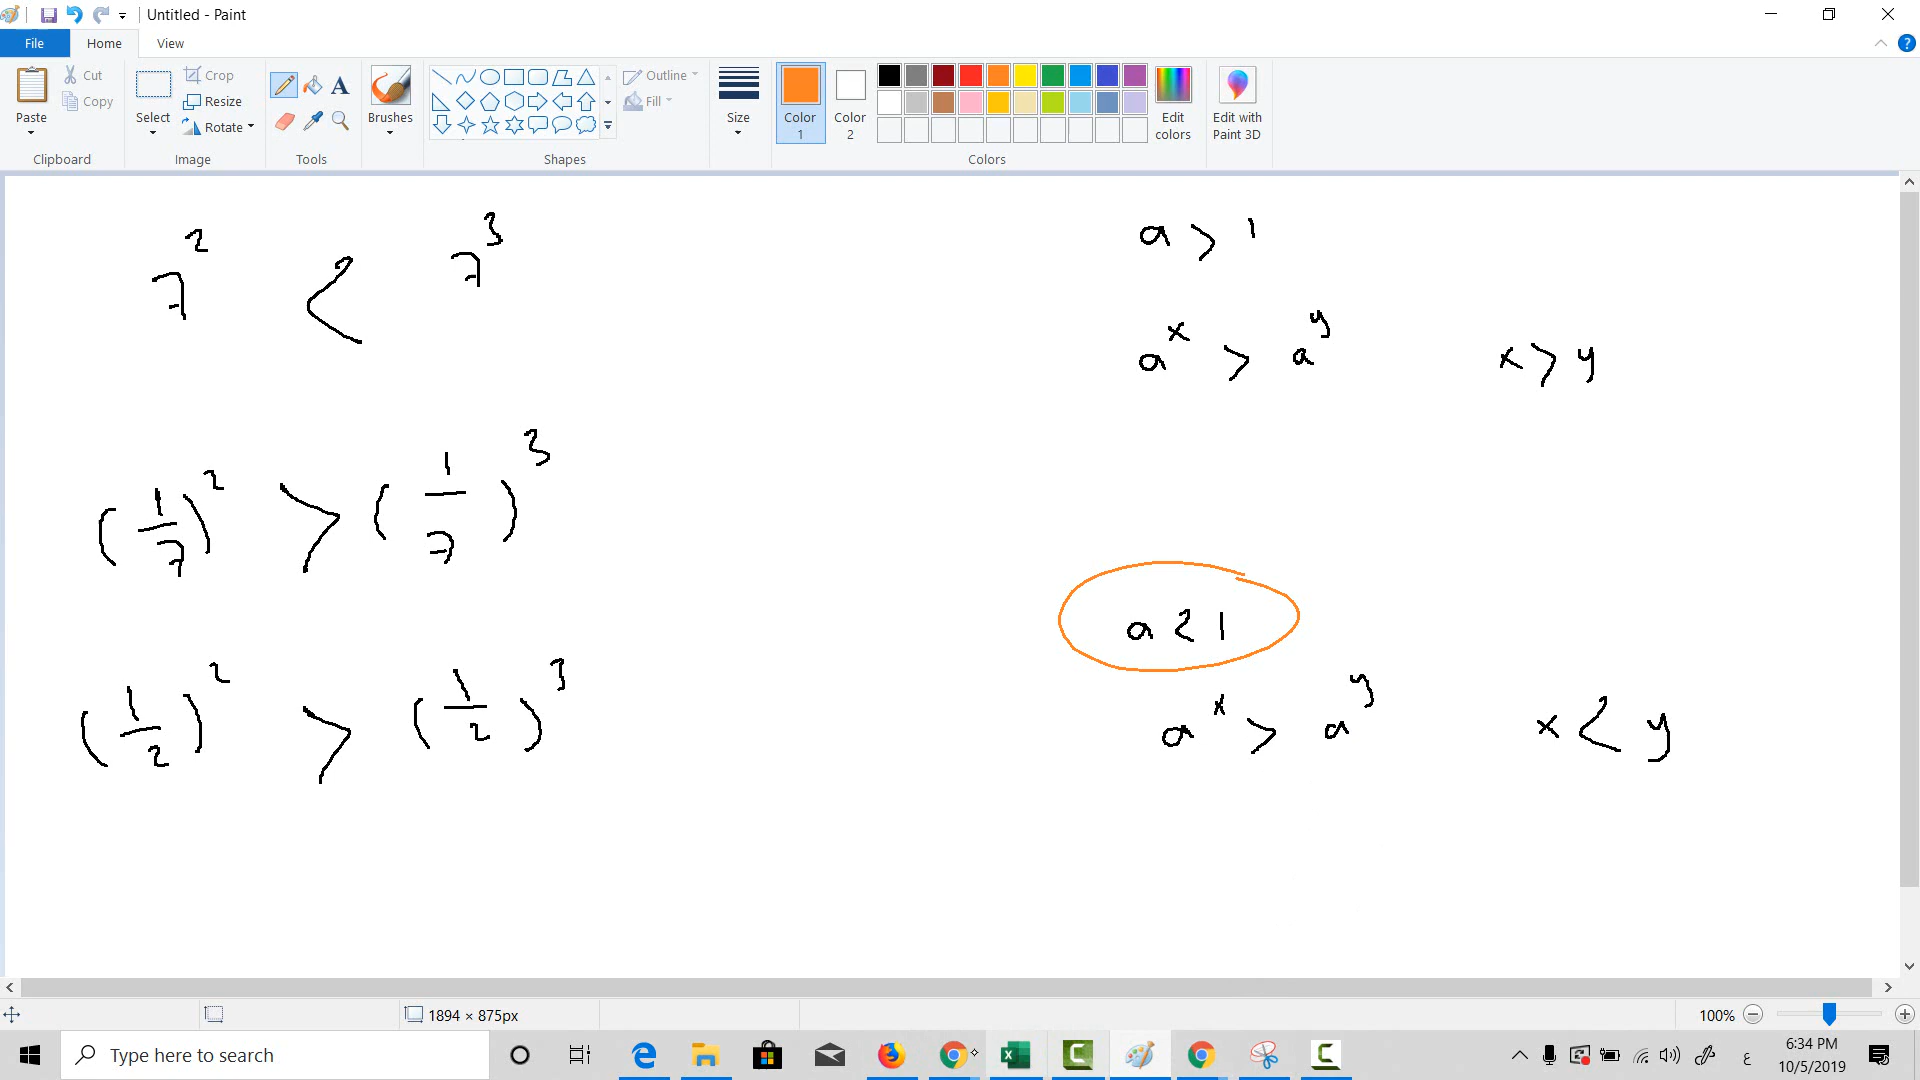 Untitled - Paint
File Home View
Paste Cut Copy Clipboard
Select Crop Resize Rotate Image
Tools
Brushes
Outline Fill Shapes
Size
Color 1 Color 2 Edit colors Colors
Edit with Paint 3D
7² < 7³
a > 1
aˣ > aʸ x > y
(1/7)² > (1/7)³
a < 1
(1/2)² > (1/2)³
aˣ > aʸ x < y
1894 × 875px 100%
Type here to search
ع 6:34 PM
10/5/2019